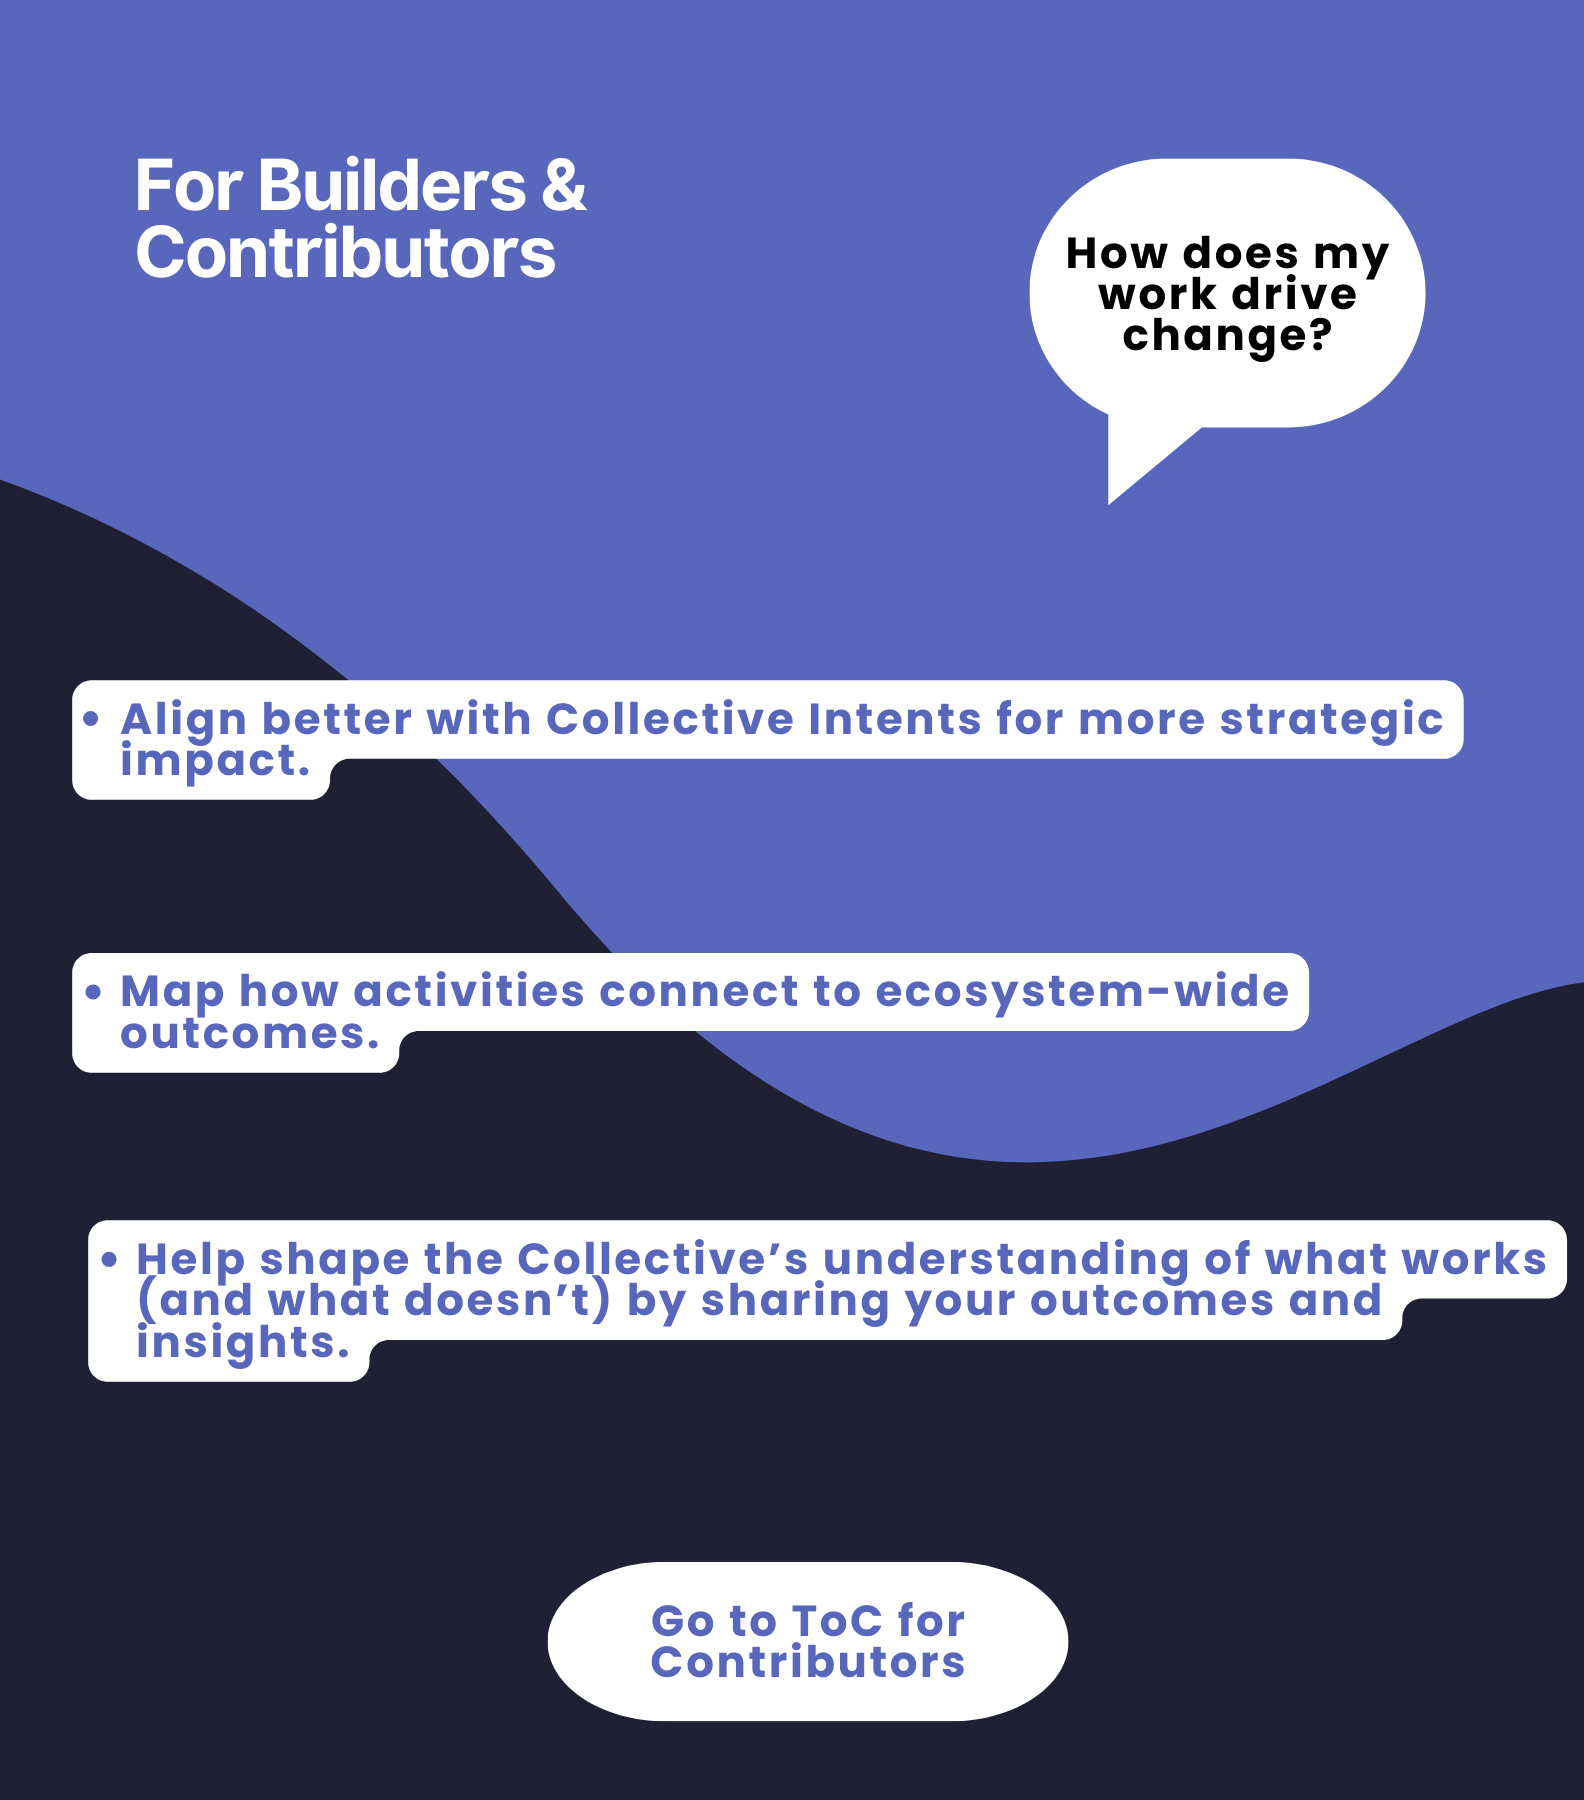 For Builders &
Contributors
How does my
work drive
change?
• Align better with Collective Intents for more strategic
impact.
• Map how activities connect to ecosystem-wide
outcomes.
• Help shape the Collective’s understanding of what works
(and what doesn’t) by sharing your outcomes and
insights.
Go to ToC for
Contributors